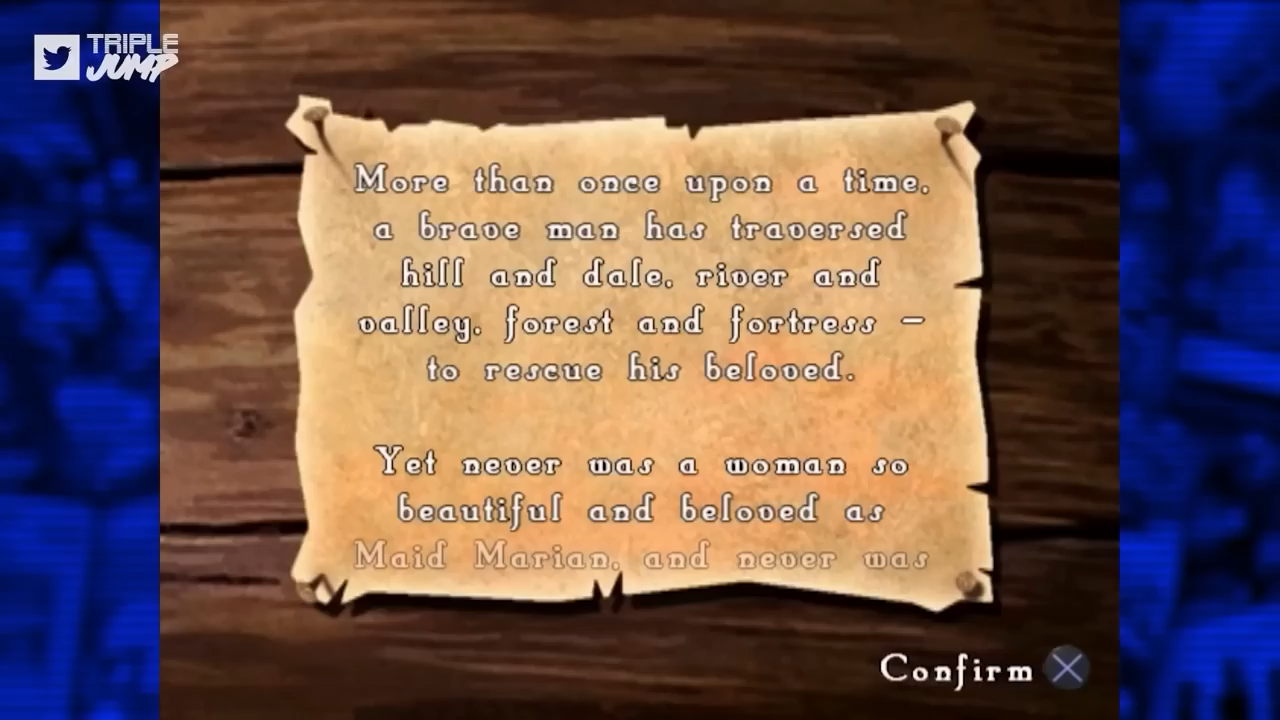 TRIPLE
JUMP
More than once upon a time,
a brave man has traversed
hill and dale, river and
valley, forest and fortress –
to rescue his beloved.
Yet never was a woman so
beautiful and beloved as
Maid Marian, and never was
Confirm